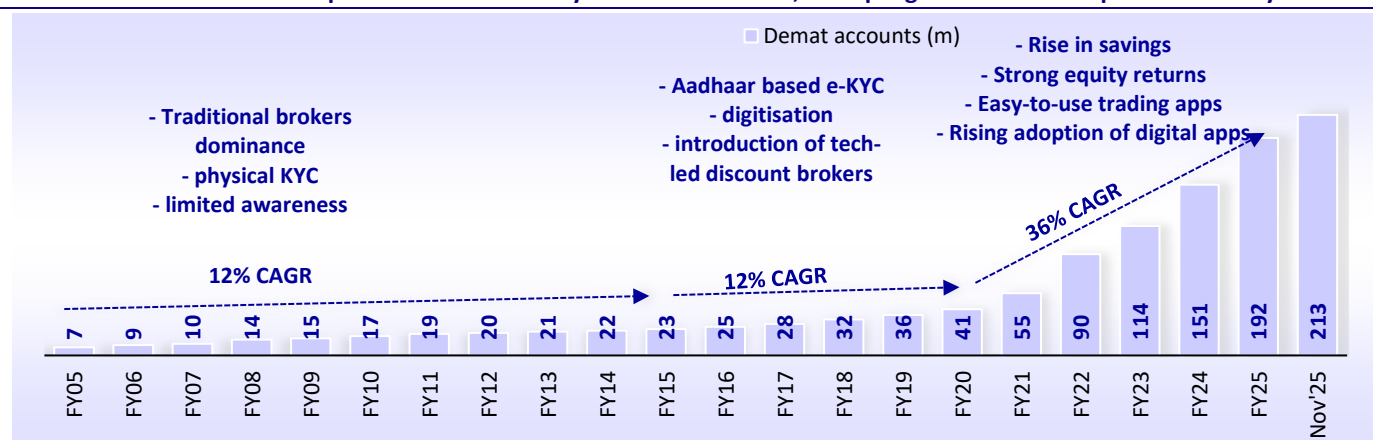 Demat accounts (m)
- Traditional brokers
dominance
- physical KYC
- limited awareness
- Aadhaar based e-KYC
- digitisation
- introduction of tech-
led discount brokers
- Rise in savings
- Strong equity returns
- Easy-to-use trading apps
- Rising adoption of digital apps
12% CAGR
12% CAGR
36% CAGR
7 9 10 14 15 17 19 20 21 22 23 25 28 32 36 41 55 90 114 151 192 213
FY05 FY06 FY07 FY08 FY09 FY10 FY11 FY12 FY13 FY14 FY15 FY16 FY17 FY18 FY19 FY20 FY21 FY22 FY23 FY24 FY25 Nov'25